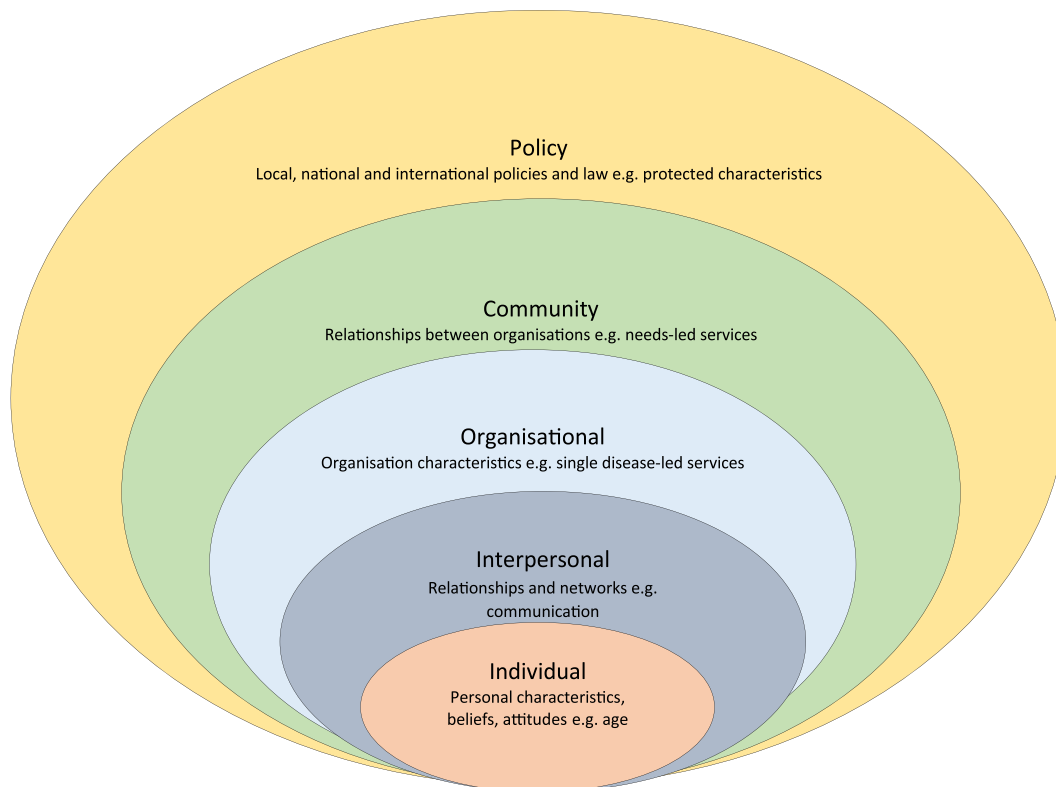 Policy
Local, national and international policies and law e.g. protected characteristics
Community
Relationships between organisations e.g. needs-led services
Organisational
Organisation characteristics e.g. single disease-led services
Interpersonal
Relationships and networks e.g.
communication
Individual
Personal characteristics,
beliefs, attitudes e.g. age